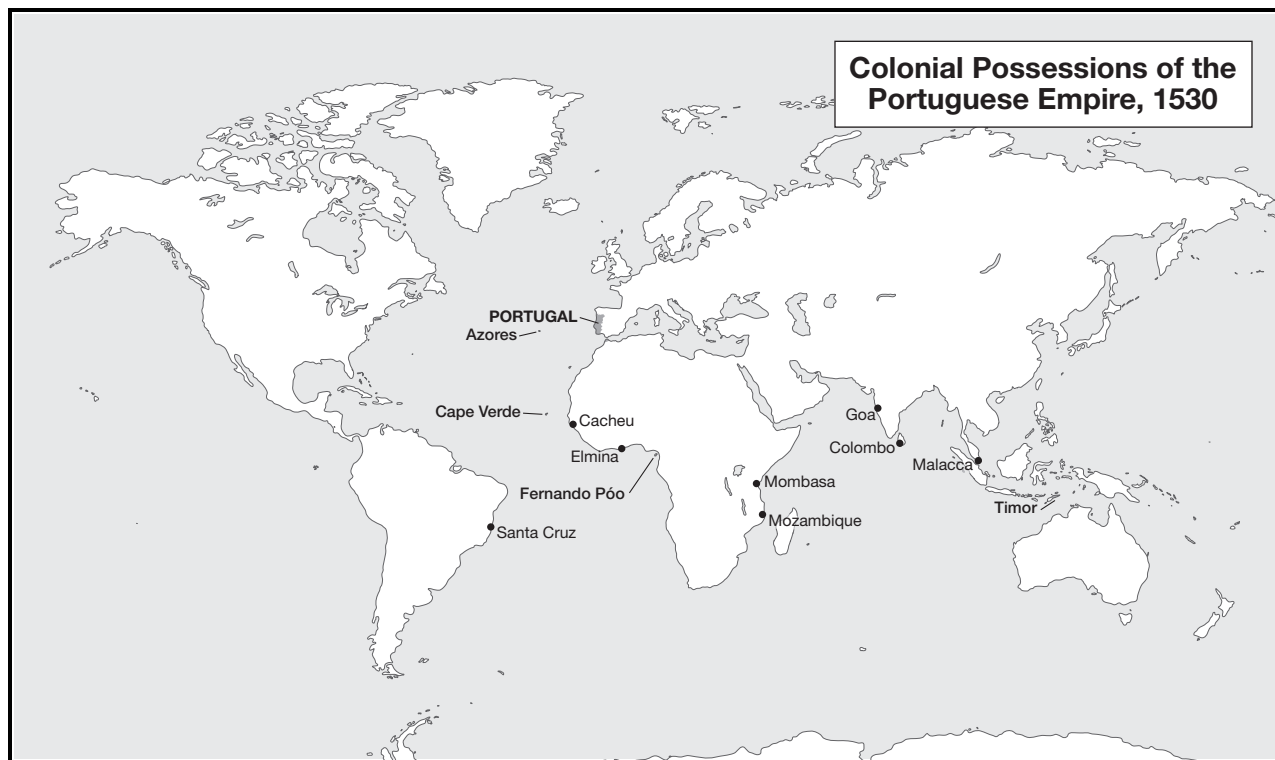 Colonial Possessions of the
Portuguese Empire, 1530
PORTUGAL
Azores
Cape Verde
Cacheu
Elmina
Fernando Póo
Santa Cruz
Goa
Colombo
Malacca
Mombasa
Mozambique
Timor